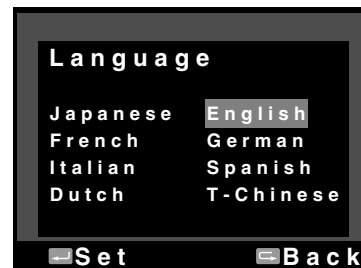 Language
Japanese English
French German
Italian Spanish
Dutch T-Chinese
Set Back